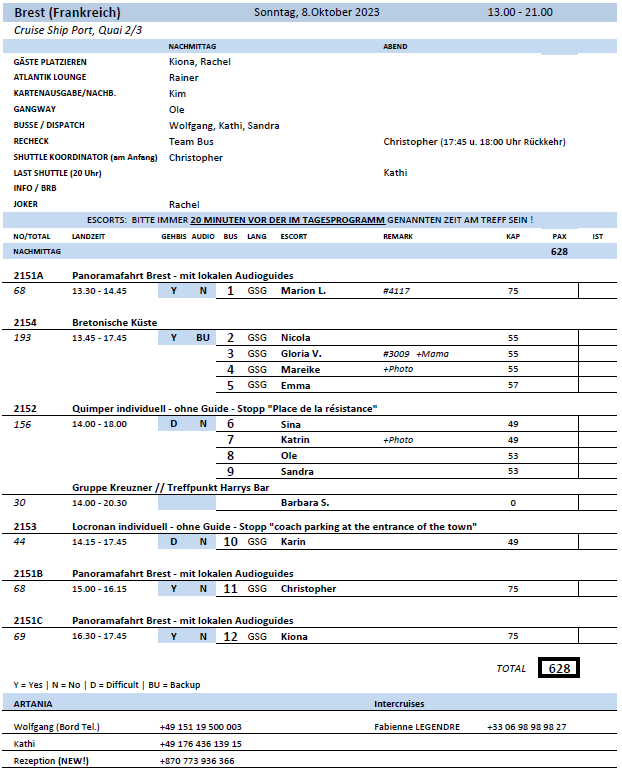 Brest (Frankreich) Sonntag, 8.Oktober 2023 13.00 - 21.00
Cruise Ship Port, Quai 2/3
NACHMITTAG ABEND
GÄSTE PLATZIEREN Kiona, Rachel
ATLANTIK LOUNGE Rainer
KARTENAUSGABE/NACHB. Kim
GANGWAY Ole
BUSSE / DISPATCH Wolfgang, Kathi, Sandra
RECHECK Team Bus Christopher (17:45 u. 18:00 Uhr Rückkehr)
SHUTTLE KOORDINATOR (am Anfang) Christopher
LAST SHUTTLE (20 Uhr) Kathi
INFO / BRB
JOKER Rachel
ESCORTS: BITTE IMMER 20 MINUTEN VOR DER IM TAGESPROGRAMM GENANNTEN ZEIT AM TREFF SEIN !
NO/TOTAL LANDZEIT GEHBIS AUDIO BUS LANG ESCORT REMARK KAP PAX IST
NACHMITTAG 628
2151A Panoramafahrt Brest - mit lokalen Audioguides
68 13.30 - 14.45 Y N 1 GSG Marion L. #4117 75
2154 Bretonische Küste
193 13.45 - 17.45 Y BU 2 GSG Nicola 55
3 GSG Gloria V. #3009 +Mama 55
4 GSG Mareike +Photo 55
5 GSG Emma 57
2152 Quimper individuell - ohne Guide - Stopp "Place de la résistance"
156 14.00 - 18.00 D N 6 Sina 49
7 Katrin +Photo 49
8 Ole 53
9 Sandra 53
Gruppe Kreuzner // Treffpunkt Harrys Bar
30 14.00 - 20.30 Barbara S. 0
2153 Locronan individuell - ohne Guide - Stopp "coach parking at the entrance of the town"
44 14.15 - 17.45 D N 10 GSG Karin 49
2151B Panoramafahrt Brest - mit lokalen Audioguides
68 15.00 - 16.15 Y N 11 GSG Christopher 75
2151C Panoramafahrt Brest - mit lokalen Audioguides
69 16.30 - 17.45 Y N 12 GSG Kiona 75
TOTAL 628
Y = Yes | N = No | D = Difficult | BU = Backup
ARTANIA Intercruises
Wolfgang (Bord Tel.) +49 151 19 500 003 Fabienne LEGENDRE +33 06 98 98 98 27
Kathi +49 176 436 139 15
Rezeption (NEW!) +870 773 936 366